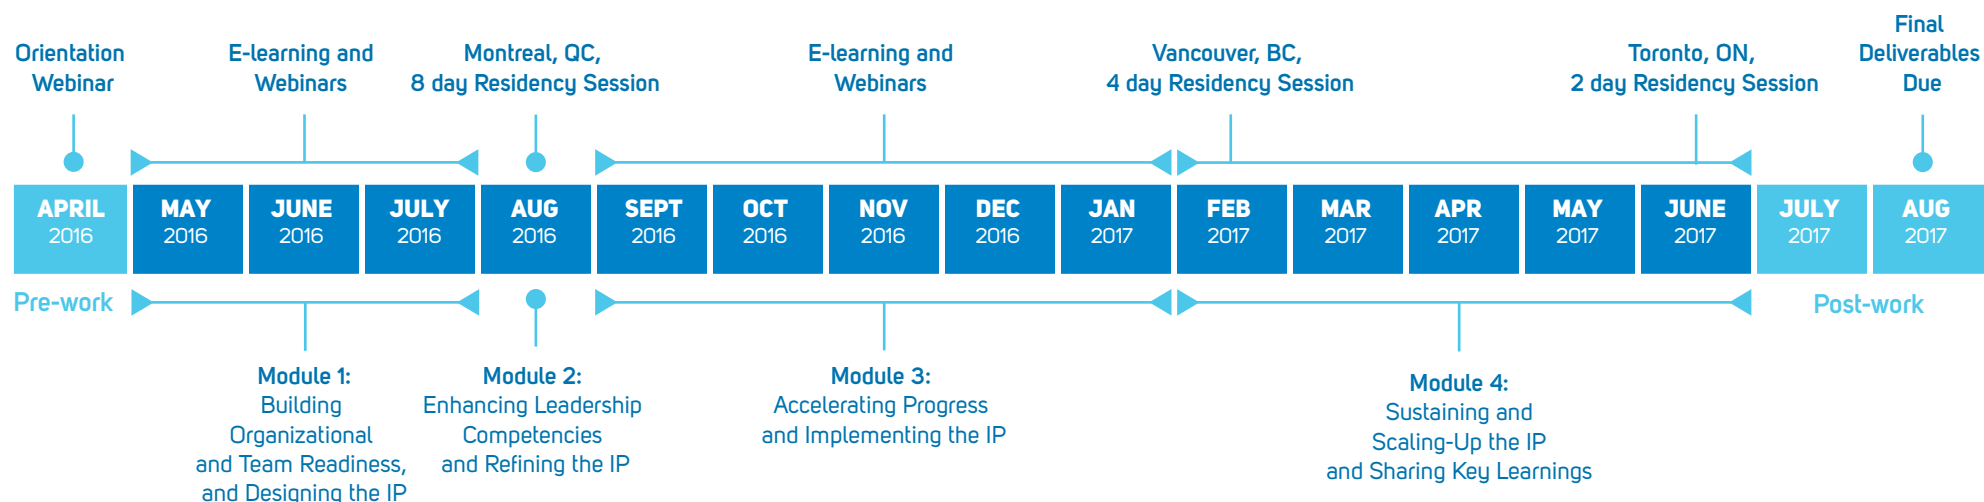 Orientation
Webinar
E-learning and
Webinars
Montreal, QC,
8 day Residency Session
E-learning and
Webinars
Vancouver, BC,
4 day Residency Session
Toronto, ON,
2 day Residency Session
Final
Deliverables
Due
APRIL
2016
MAY
2016
JUNE
2016
JULY
2016
AUG
2016
SEPT
2016
OCT
2016
NOV
2016
DEC
2016
JAN
2017
FEB
2017
MAR
2017
APR
2017
MAY
2017
JUNE
2017
JULY
2017
AUG
2017
Pre-work
Post-work
Module 1:
Building
Organizational
and Team Readiness,
and Designing the IP
Module 2:
Enhancing Leadership
Competencies
and Refining the IP
Module 3:
Accelerating Progress
and Implementing the IP
Module 4:
Sustaining and
Scaling-Up the IP
and Sharing Key Learnings